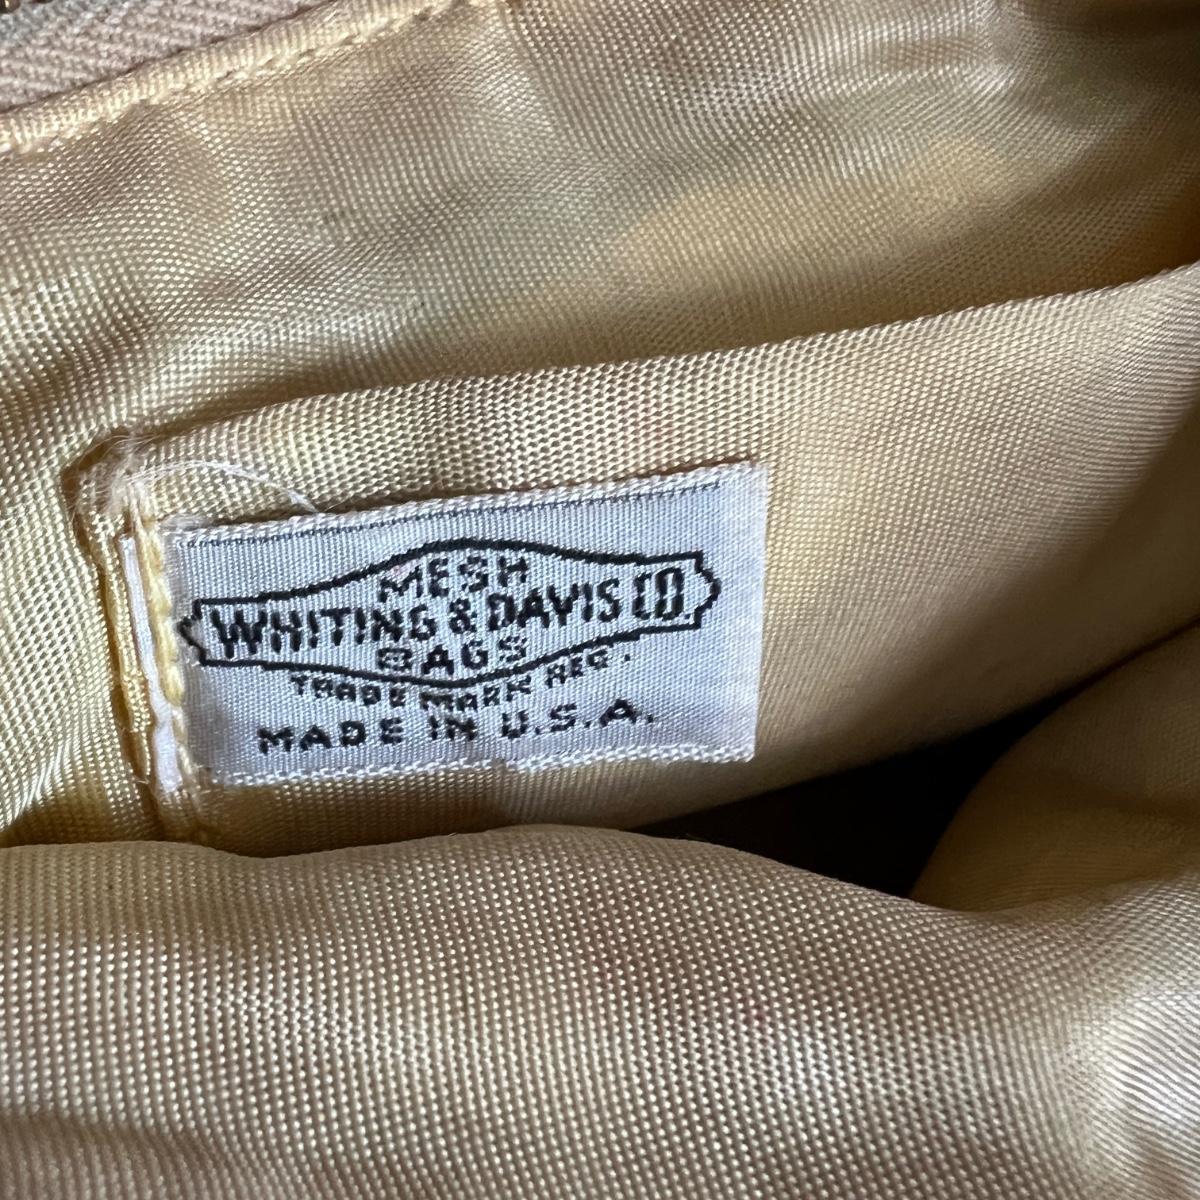 MESH
WHITING & DAVIS CO.
BAGS
TRADE MARK REG.
MADE IN U.S.A.